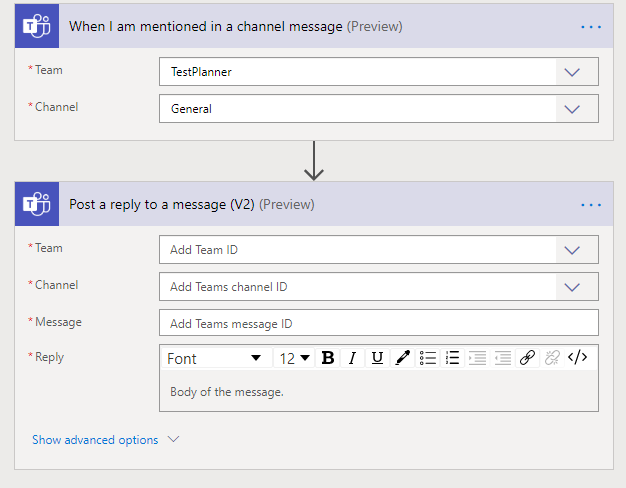 When I am mentioned in a channel message (Preview) ...
* Team TestPlanner
* Channel General
Post a reply to a message (V2) (Preview) ...
* Team Add Team ID
* Channel Add Teams channel ID
* Message Add Teams message ID
* Reply Font 12 B I U </>
Body of the message.
Show advanced options